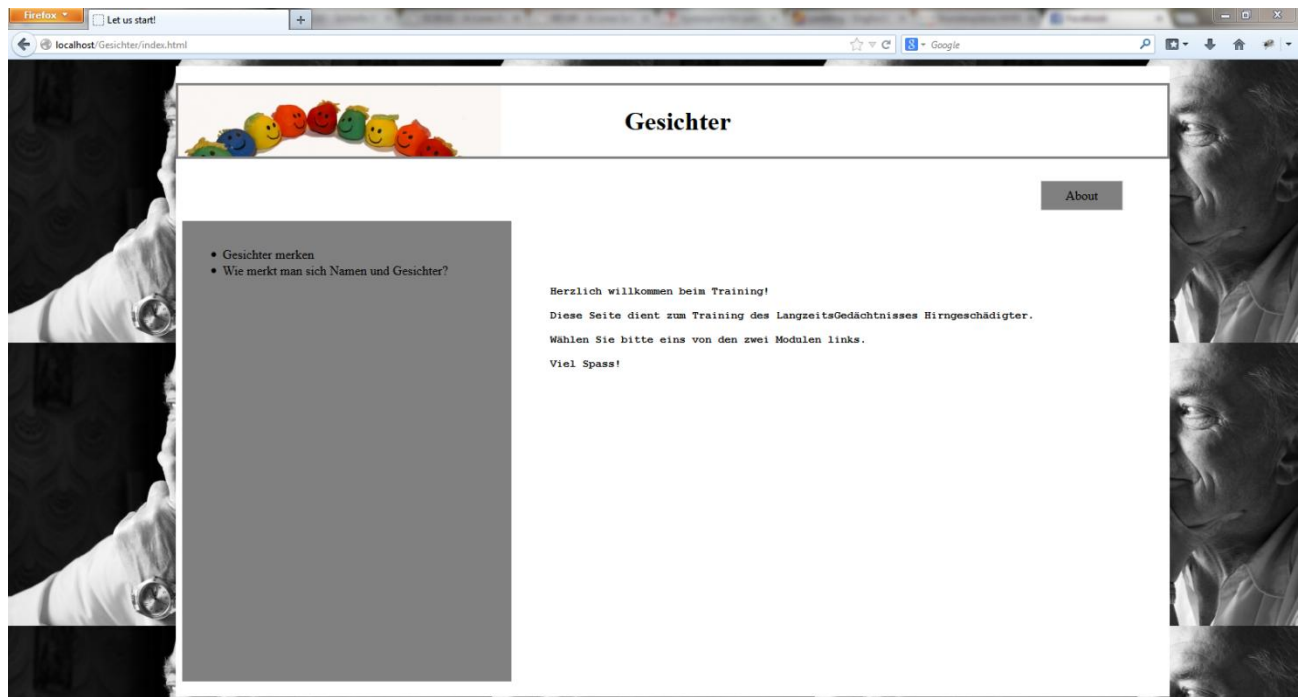 Firefox
Let us start!
Facebook
localhost/Gesichter/index.html
Google
Gesichter
About
Gesichter merken
Wie merkt man sich Namen und Gesichter?
Herzlich willkommen beim Training!
Diese Seite dient zum Training des LangzeitsGedächtnisses Hirngeschädigter.
Wählen Sie bitte eins von den zwei Modulen links.
Viel Spass!